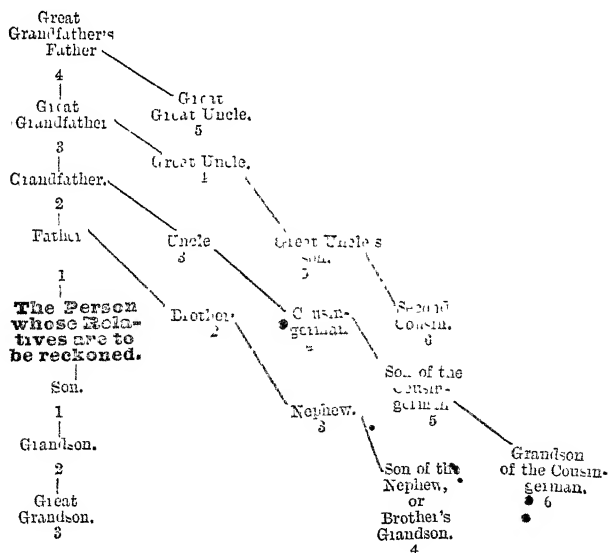 Great
Grandfather's
Father
4
Great
Great Uncle.
5
Great
Grandfather
3
Great Uncle.
4
Grandfather.
2
Uncle
3
Great Uncle's
son.
5
Second
Cousin.
6
Father
1
Brother.
2
Cousin-
german
4
Son of the
Cousin-
german
5
Grandson
of the Cousin-
german.
6
The Person
whose Rela-
tives are to
be reckoned.
Nephew.
3
Son of the
Nephew,
or
Brother's
Grandson.
4
Son.
1
Grandson.
2
Great
Grandson.
3